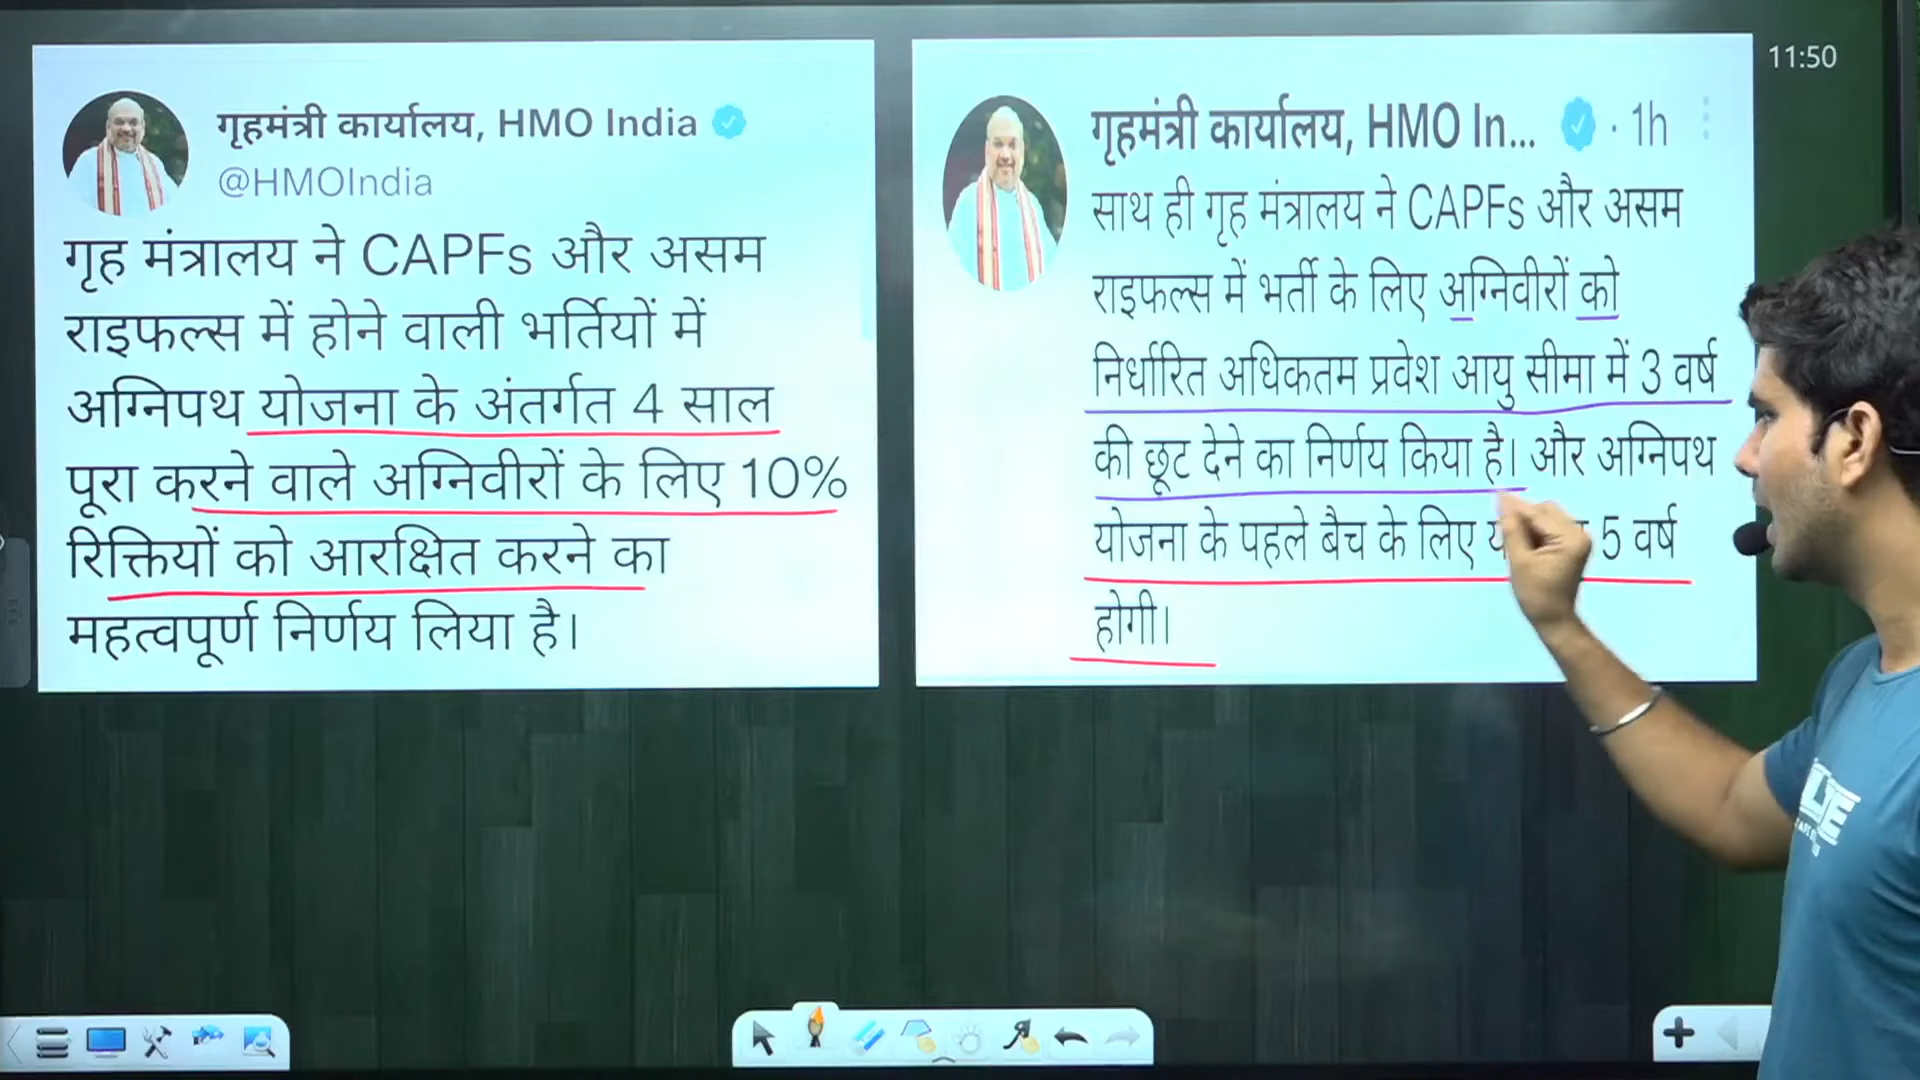 गृहमंत्री कार्यालय, HMO India
@HMOIndia
गृह मंत्रालय ने CAPFs और असम
राइफल्स में होने वाली भर्तियों में
अग्निपथ योजना के अंतर्गत 4 साल
पूरा करने वाले अग्निवीरों के लिए 10%
रिक्तियों को आरक्षित करने का
महत्वपूर्ण निर्णय लिया है।
गृहमंत्री कार्यालय, HMO In... · 1h
साथ ही गृह मंत्रालय ने CAPFs और असम
राइफल्स में भर्ती के लिए अग्निवीरों को
निर्धारित अधिकतम प्रवेश आयु सीमा में 3 वर्ष
की छूट देने का निर्णय किया है। और अग्निपथ
योजना के पहले बैच के लिए 5 वर्ष
होगी।
11:50